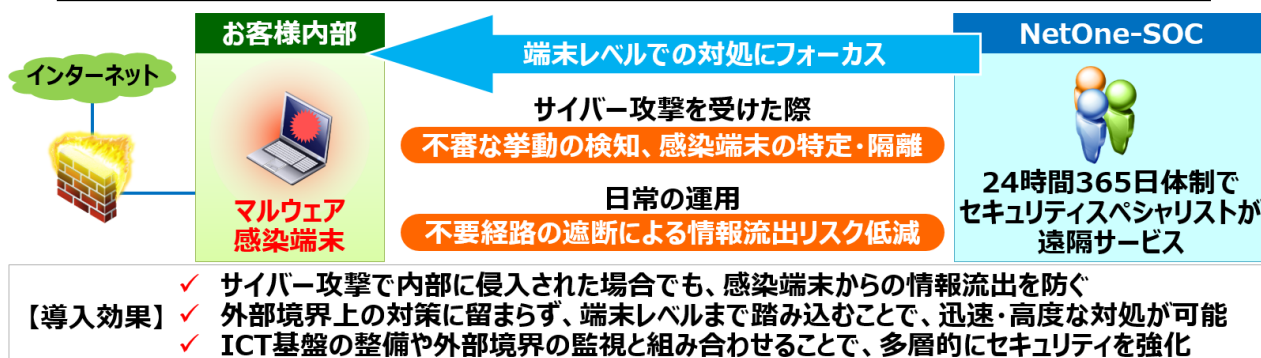 お客様内部
NetOne-SOC
端末レベルでの対処にフォーカス
インターネット
サイバー攻撃を受けた際
不審な挙動の検知、感染端末の特定・隔離
マルウェア
感染端末
日常の運用
不要経路の遮断による情報流出リスク低減
24時間365日体制で
セキュリティスペシャリストが
遠隔サービス
【導入効果】
✓ サイバー攻撃で内部に侵入された場合でも、感染端末からの情報流出を防ぐ
✓ 外部境界上の対策に留まらず、端末レベルまで踏み込むことで、迅速・高度な対処が可能
✓ ICT基盤の整備や外部境界の監視と組み合わせることで、多層的にセキュリティを強化